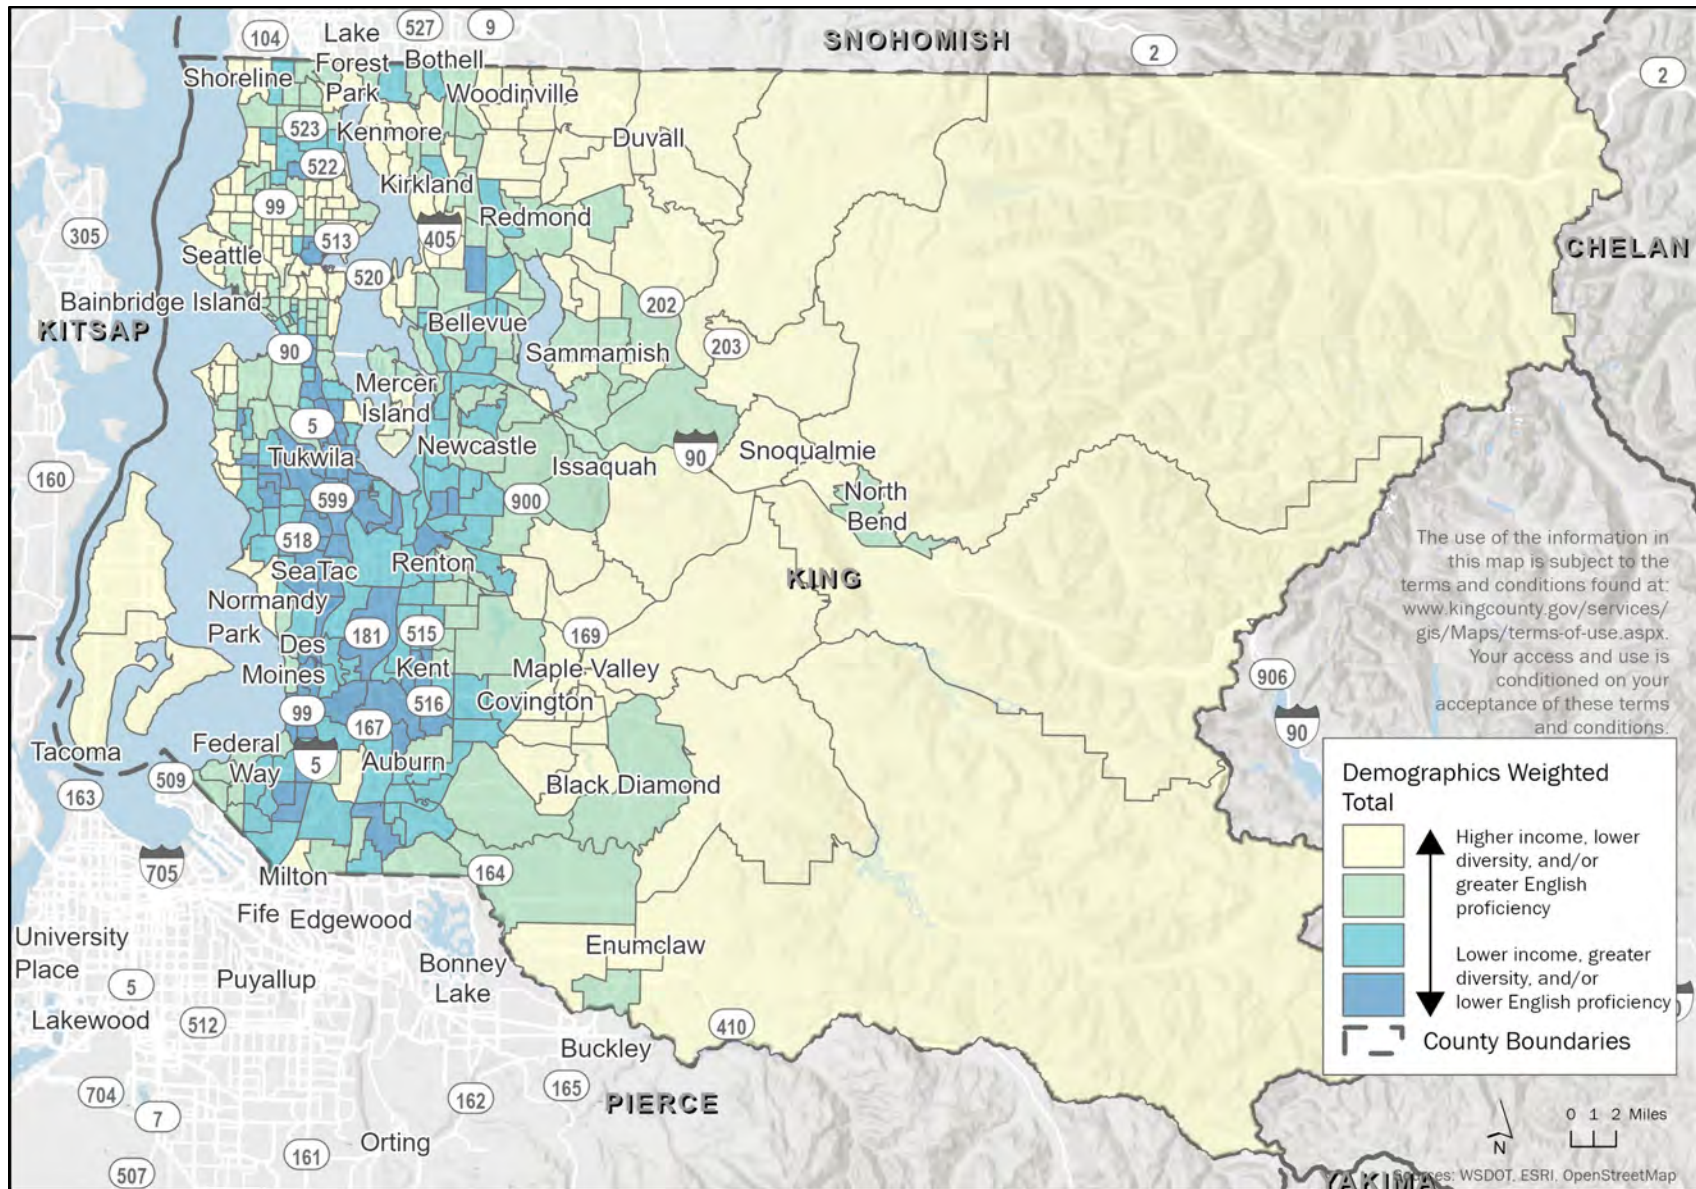 104
Lake
527
9
SNOHOMISH
2
2
Forest
Bothell
Shoreline
Park
Woodinville
523
Kenmore
Duvall
522
Kirkland
99
Redmond
305
513
405
Seattle
520
CHELAN
Bainbridge Island
202
KITSAP
Bellevue
90
Sammamish
203
Mercer
Island
5
Newcastle
Tukwila
Issaquah
90
Snoqualmie
160
599
900
North
Bend
518
SeaTac
Renton
KING
Normandy
Park
181
515
169
Des
Moines
Kent
Maple Valley
99
516
Covington
906
167
90
Tacoma
Federal
Way
5
Auburn
Black Diamond
509
163
705
Milton
164
Fife
Edgewood
University
Place
Enumclaw
Puyallup
Bonney
Lake
5
Lakewood
512
410
Buckley
704
7
162
165
PIERCE
161
Orting
507
YAKIMA
The use of the information in
this map is subject to the
terms and conditions found at:
www.kingcounty.gov/services/
gis/Maps/terms-of-use.aspx.
Your access and use is
conditioned on your
acceptance of these terms
and conditions.
Demographics Weighted
Total
Higher income, lower
diversity, and/or
greater English
proficiency
Lower income, greater
diversity, and/or
lower English proficiency
County Boundaries
0 1 2 Miles
N
WSDOT, ESRI, OpenStreetMap